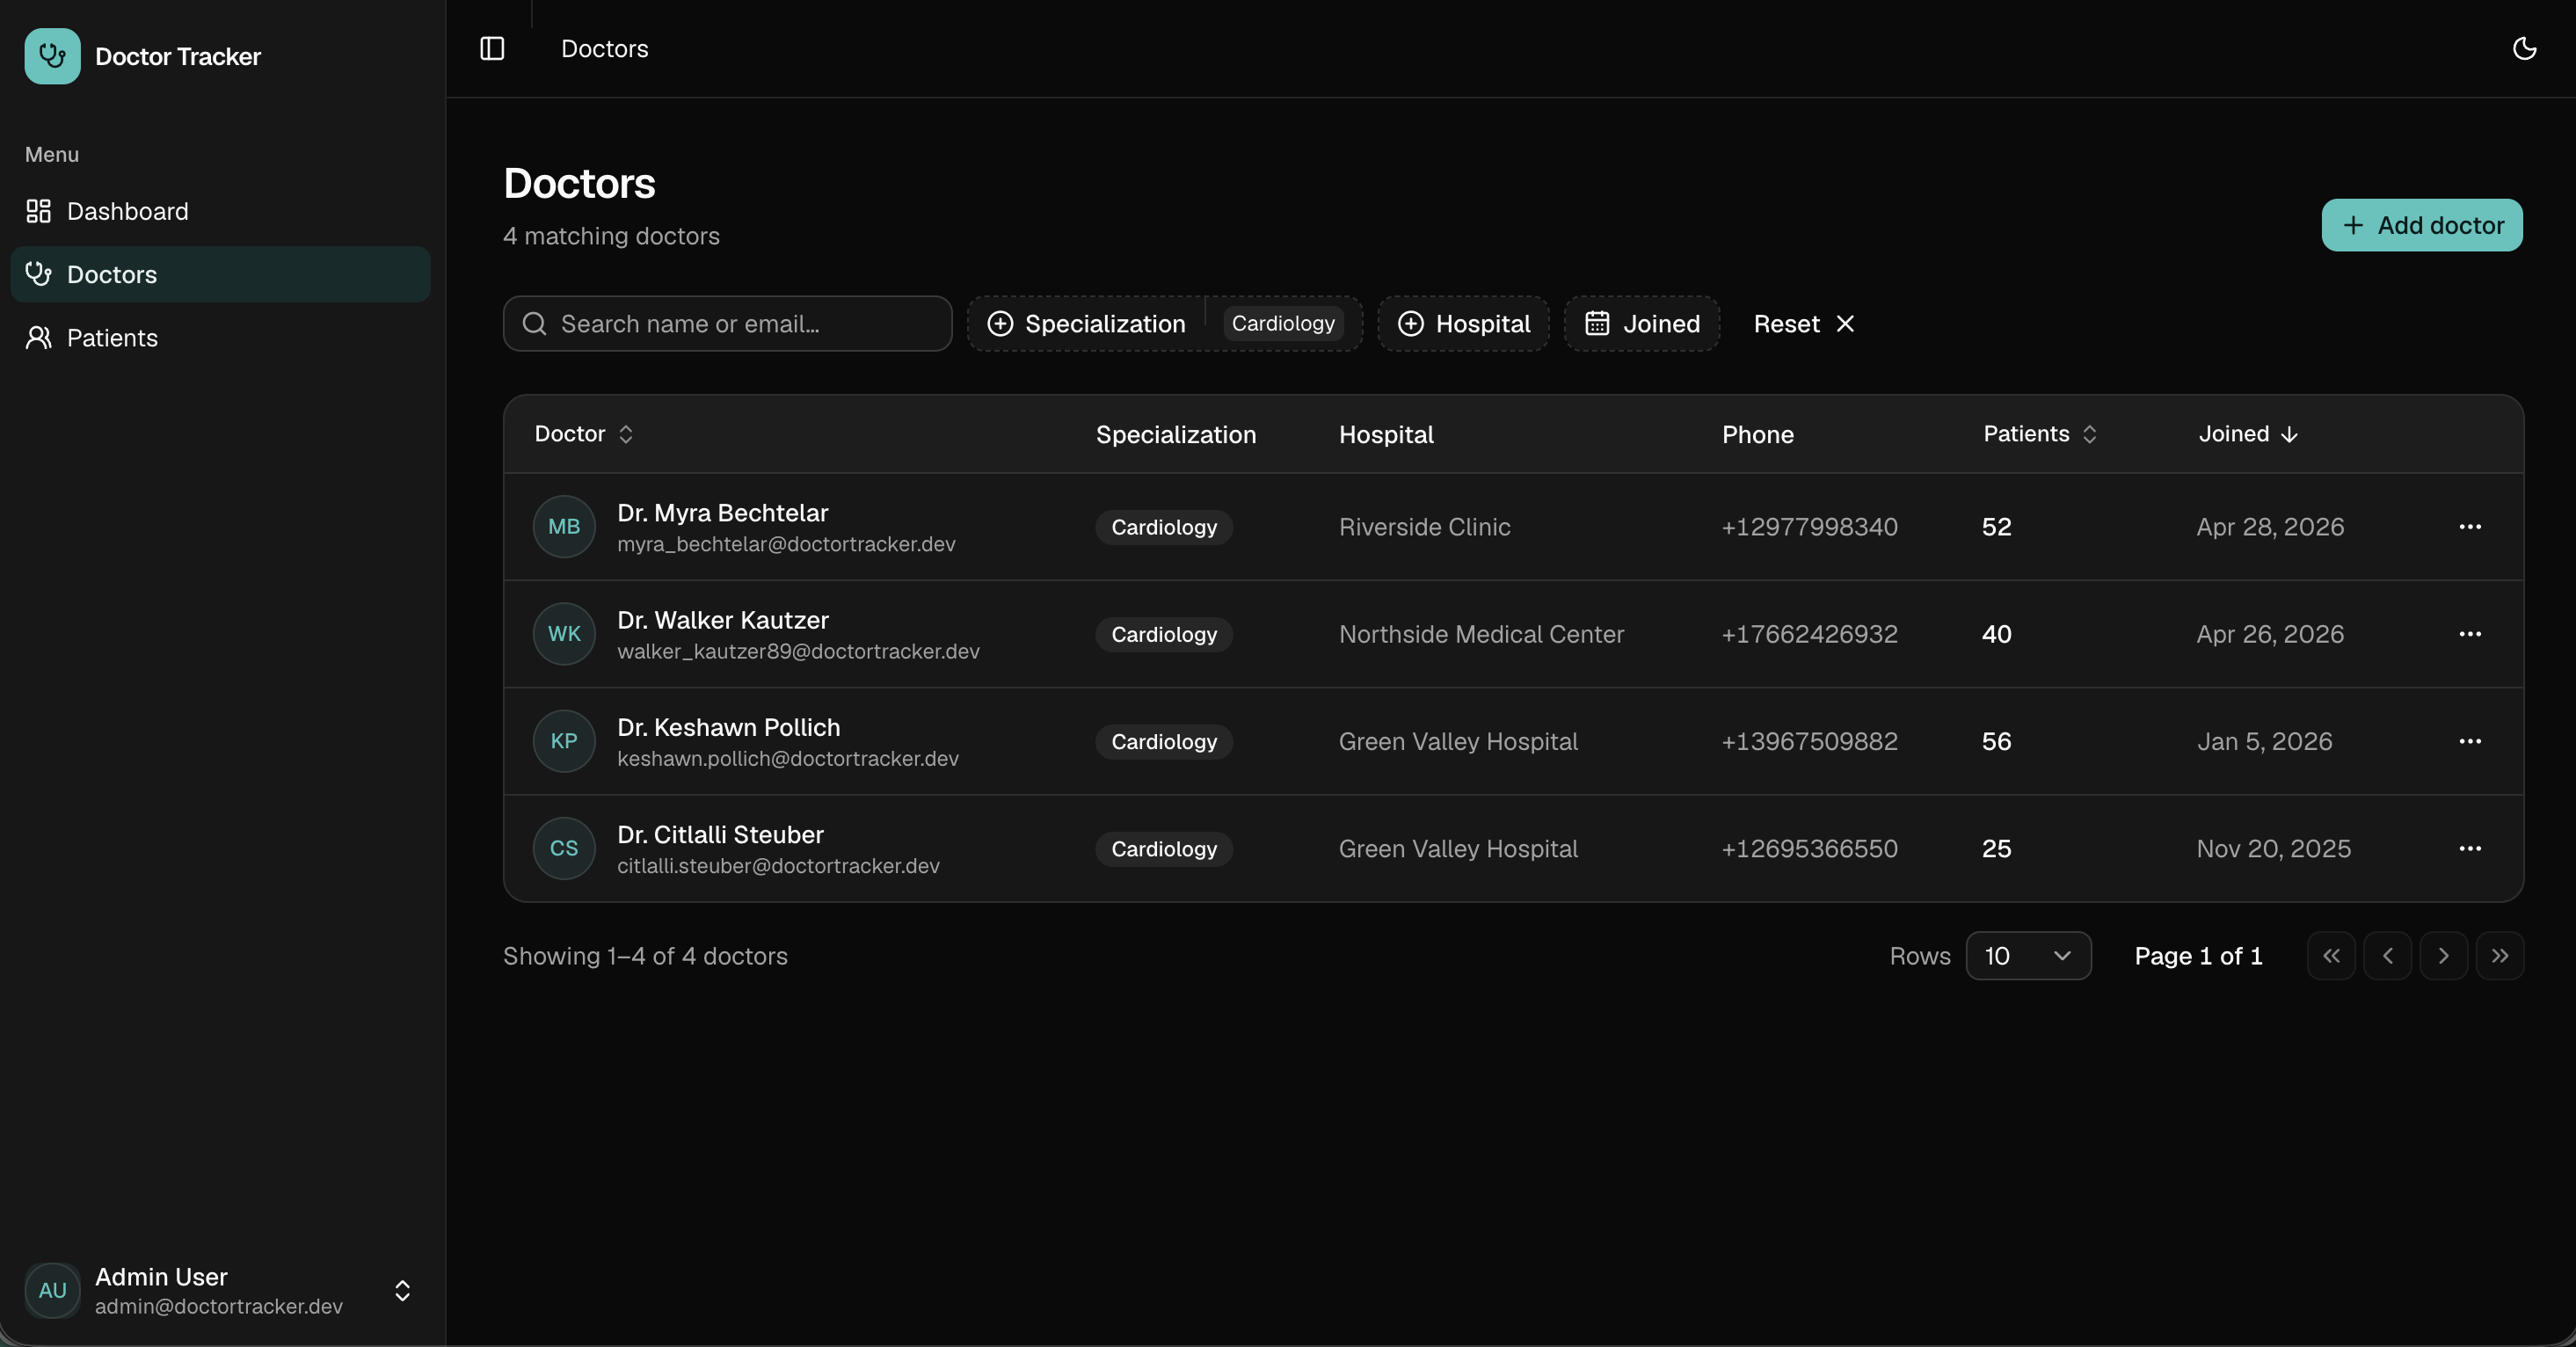 Doctor Tracker
Menu
Dashboard
Doctors
Patients
AU
Admin User
admin@doctortracker.dev
Doctors
Doctors
4 matching doctors
Add doctor
Search name or email...
Specialization Cardiology
Hospital
Joined
Reset
Doctor Specialization Hospital Phone Patients Joined
MB Dr. Myra Bechtelar Cardiology Riverside Clinic +12977998340 52 Apr 28, 2026
myra_bechtelar@doctortracker.dev
WK Dr. Walker Kautzer Cardiology Northside Medical Center +17662426932 40 Apr 26, 2026
walker_kautzer89@doctortracker.dev
KP Dr. Keshawn Pollich Cardiology Green Valley Hospital +13967509882 56 Jan 5, 2026
keshawn.pollich@doctortracker.dev
CS Dr. Citlalli Steuber Cardiology Green Valley Hospital +12695366550 25 Nov 20, 2025
citlalli.steuber@doctortracker.dev
Showing 1–4 of 4 doctors
Rows 10
Page 1 of 1